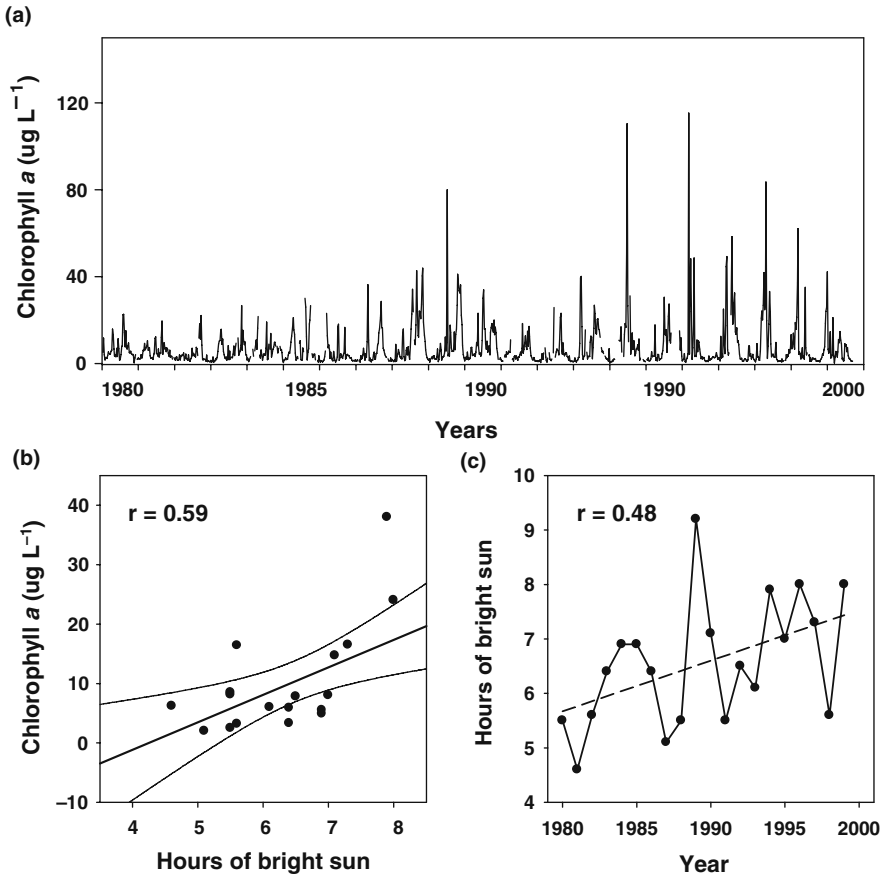 (a)
Chlorophyll a (ug L⁻¹)
120
80
40
0
1980 1985 1990 1990 2000
Years
(b)
Chlorophyll a (ug L⁻¹)
r = 0.59
40
30
20
10
0
−10
4 5 6 7 8
Hours of bright sun
(c)
Hours of bright sun
r = 0.48
10
9
8
7
6
5
4
1980 1985 1990 1995 2000
Year